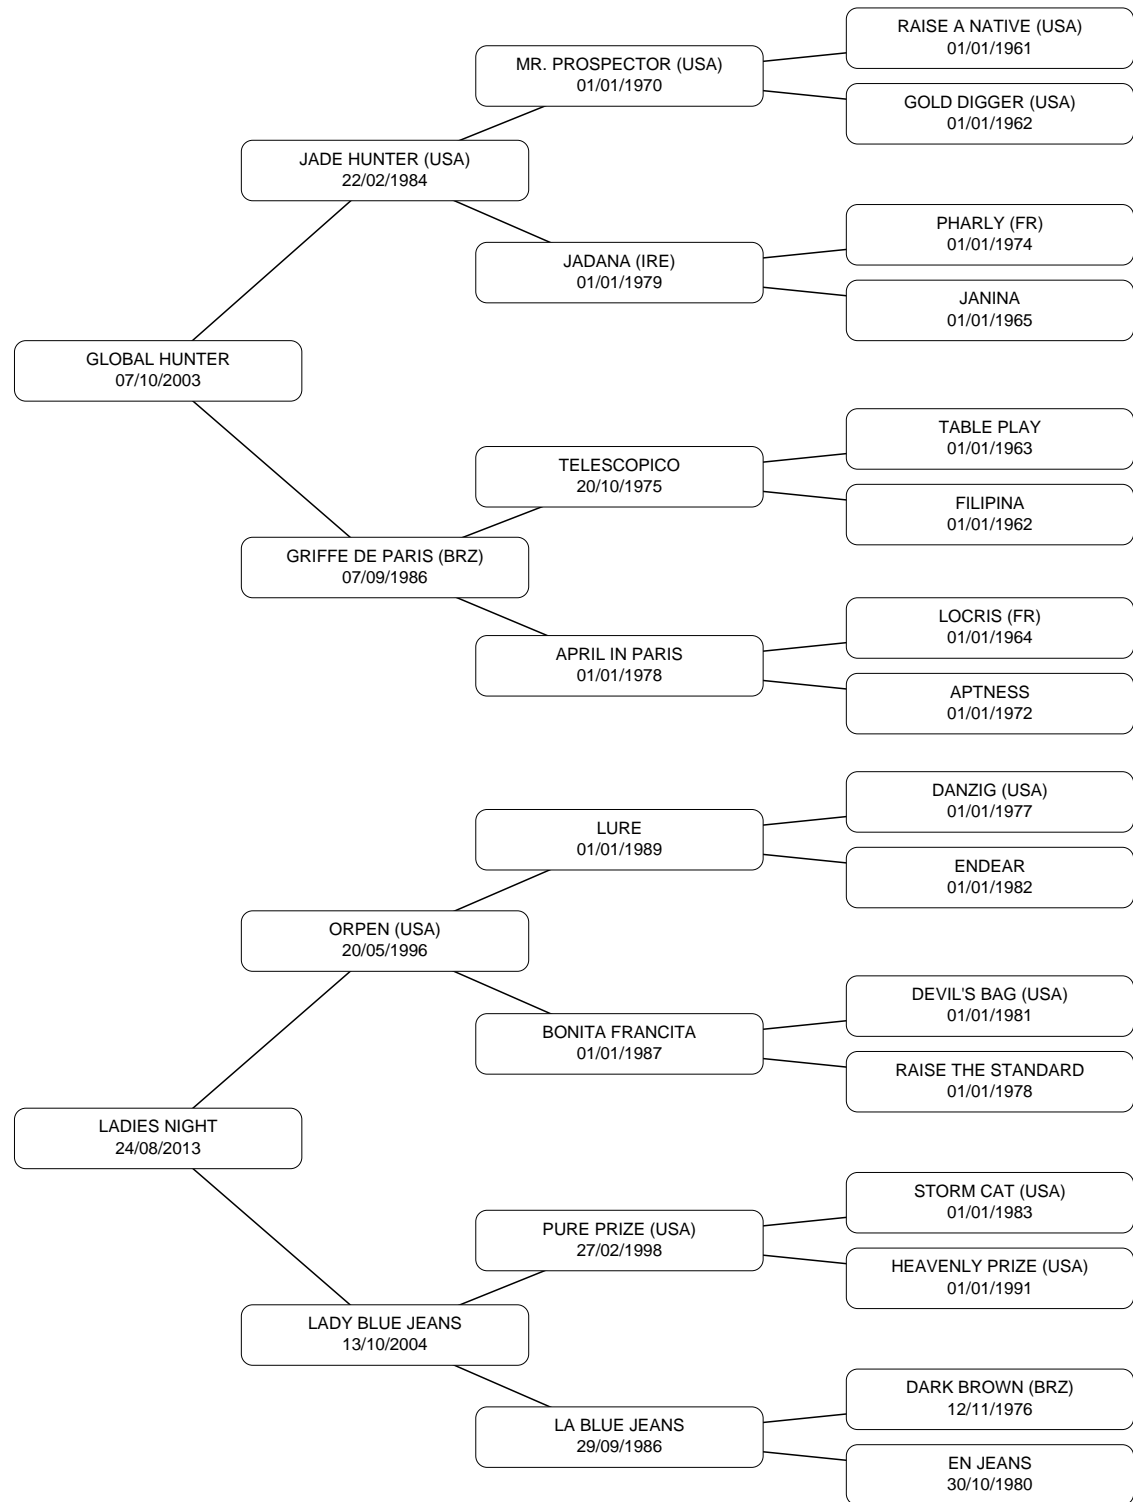 RAISE A NATIVE (USA)
01/01/1961
MR. PROSPECTOR (USA)
01/01/1970
GOLD DIGGER (USA)
01/01/1962
JADE HUNTER (USA)
22/02/1984
PHARLY (FR)
01/01/1974
JADANA (IRE)
01/01/1979
JANINA
01/01/1965
GLOBAL HUNTER
07/10/2003
TABLE PLAY
01/01/1963
TELESCOPICO
20/10/1975
FILIPINA
01/01/1962
GRIFFE DE PARIS (BRZ)
07/09/1986
LOCRIS (FR)
01/01/1964
APRIL IN PARIS
01/01/1978
APTNESS
01/01/1972
DANZIG (USA)
01/01/1977
LURE
01/01/1989
ENDEAR
01/01/1982
ORPEN (USA)
20/05/1996
DEVIL'S BAG (USA)
01/01/1981
BONITA FRANCITA
01/01/1987
RAISE THE STANDARD
01/01/1978
LADIES NIGHT
24/08/2013
STORM CAT (USA)
01/01/1983
PURE PRIZE (USA)
27/02/1998
HEAVENLY PRIZE (USA)
01/01/1991
LADY BLUE JEANS
13/10/2004
DARK BROWN (BRZ)
12/11/1976
LA BLUE JEANS
29/09/1986
EN JEANS
30/10/1980